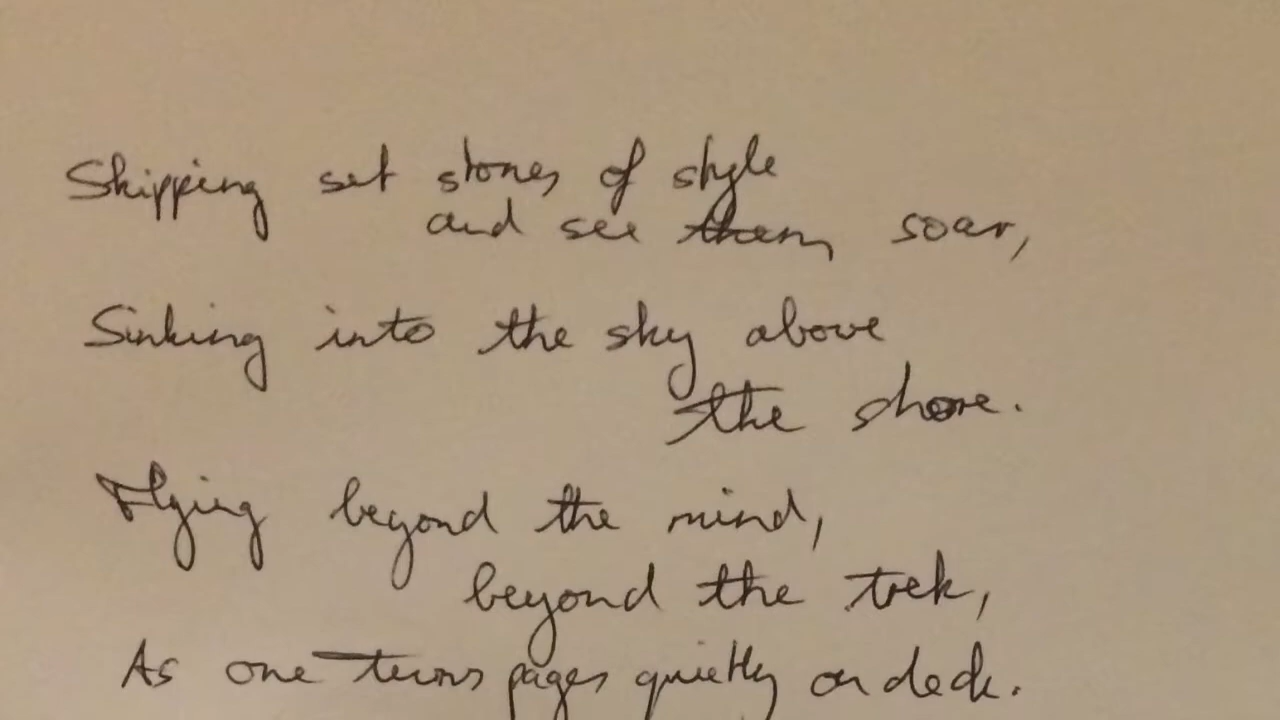 Skipping set stones of style
and see them soar,
Sinking into the sky above
the shore.
Flying beyond the mind,
beyond the trek,
As one turns pages quietly on deck.